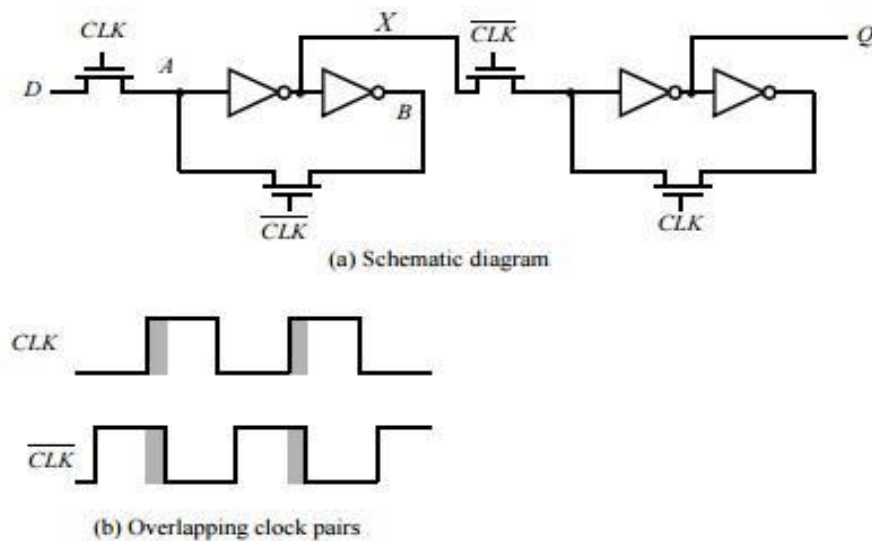 CLK
X
CLK
Q
A
D
B
CLK
CLK
(a) Schematic diagram
CLK
CLK
(b) Overlapping clock pairs